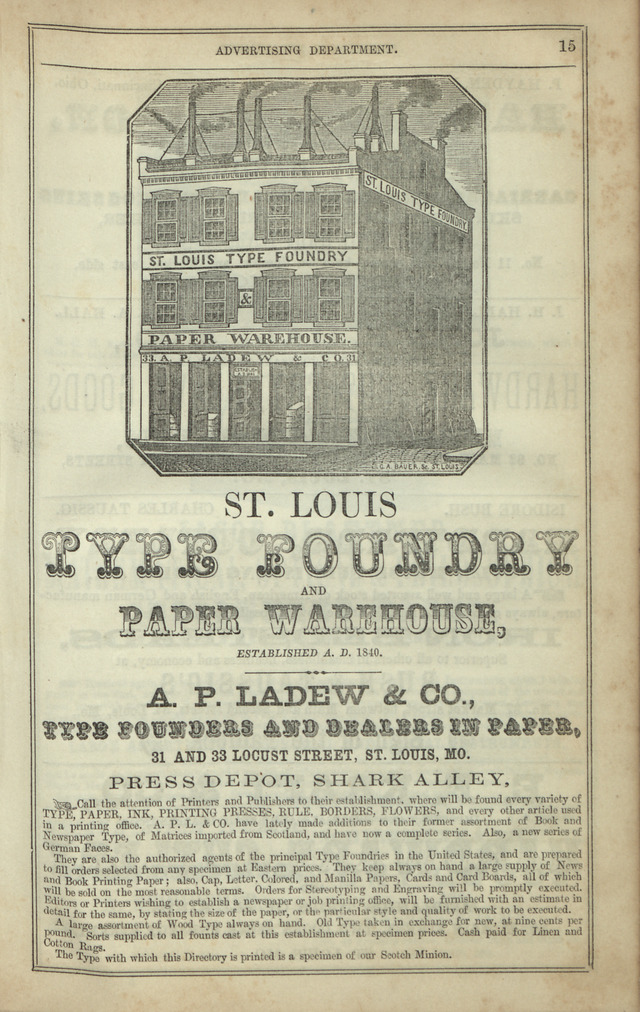 ADVERTISING DEPARTMENT. 15
ST. LOUIS TYPE FOUNDRY
ST. LOUIS TYPE FOUNDRY
&
PAPER WAREHOUSE.
33. A. P. LADEW & CO. 31
C. A. BAUER, Sc. ST. LOUIS
ST. LOUIS
TYPE FOUNDRY
AND
PAPER WAREHOUSE,
ESTABLISHED A. D. 1840.
A. P. LADEW & CO.,
TYPE FOUNDERS AND DEALERS IN PAPER,
31 AND 33 LOCUST STREET, ST. LOUIS, MO.
PRESS DEPOT, SHARK ALLEY,
Call the attention of Printers and Publishers to their establishment, where will be found every variety of
TYPE, PAPER, INK, PRINTING PRESSES, RULE, BORDERS, FLOWERS, and every other article used
in a printing office. A. P. L. & CO. have lately made additions to their former assortment of Book and
Newspaper Type, of Matrices imported from Scotland, and have now a complete series. Also, a new series of
German Faces.
They are also the authorized agents of the principal Type Foundries in the United States, and are prepared
to fill orders selected from any specimen at Eastern prices. They keep always on hand a large supply of News
and Book Printing Paper; also, Cap, Letter Colored, and Manilla Papers, Cards and Card Boards, all of which
will be sold on the most reasonable terms. Orders for Stereotyping and Engraving will be promptly executed.
Editors or Printers wishing to establish a newspaper or job printing office, will be furnished with an estimate in
detail for the same, by stating the size of the paper, or the particular style and quality of work to be executed.
A large assortment of Wood Type always on hand. Old Type taken in exchange for new, at nine cents per
pound. Sorts supplied to all founts cast at this establishment at specimen prices. Cash paid for Linen and
Cotton Rags.
The Type with which this Directory is printed is a specimen of our Scotch Minion.